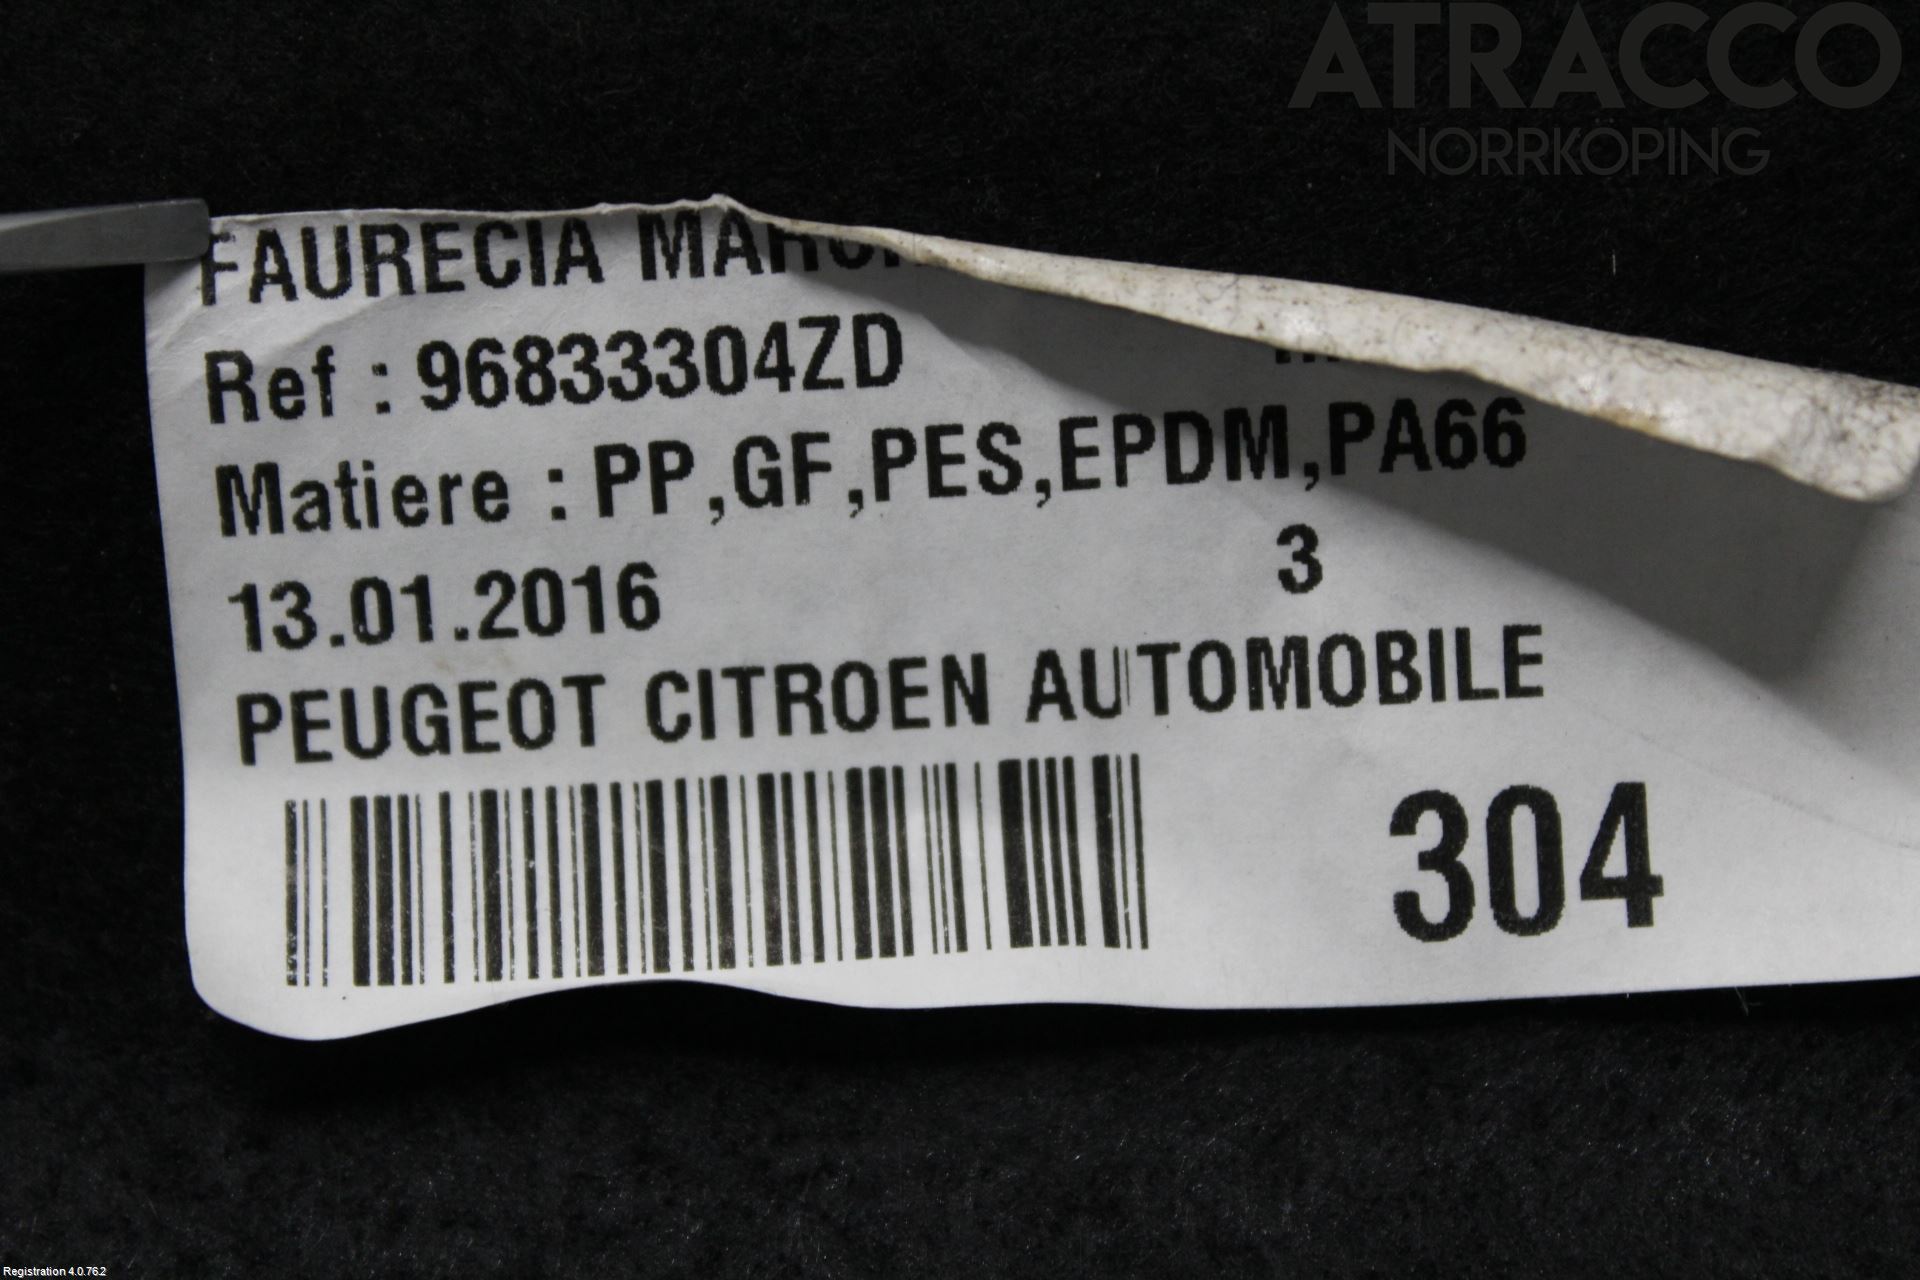 ATRACCO
NORRKÖPING
FAURECIA
Ref : 96833304ZD
Matiere : PP,GF,PES,EPDM,PA66
13.01.2016 3
PEUGEOT CITROEN AUTOMOBILE
304
Registration 4.0.76.2